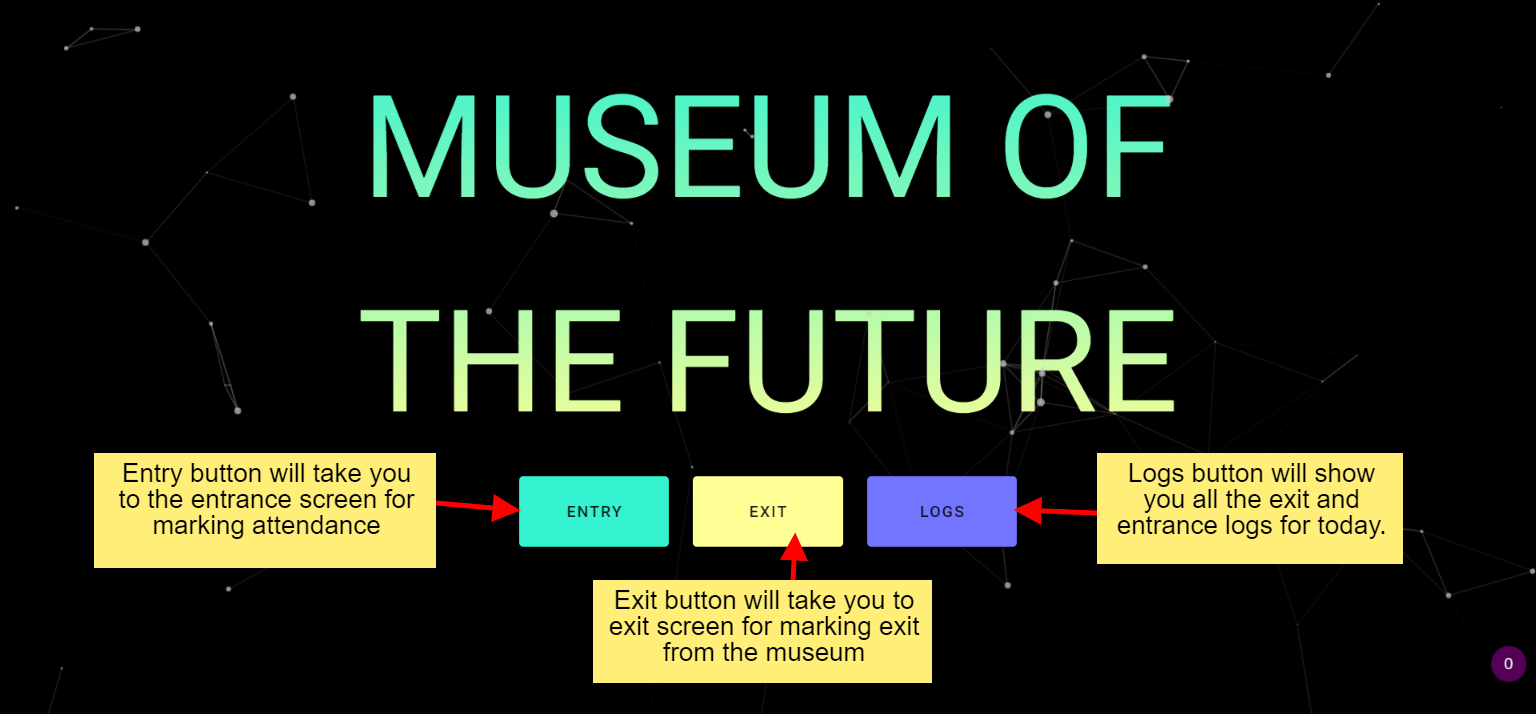 MUSEUM OF
THE FUTURE
Entry button will take you
to the entrance screen for
marking attendance
ENTRY
EXIT
LOGS
Logs button will show
you all the exit and
entrance logs for today.
Exit button will take you to
exit screen for marking exit
from the museum
0